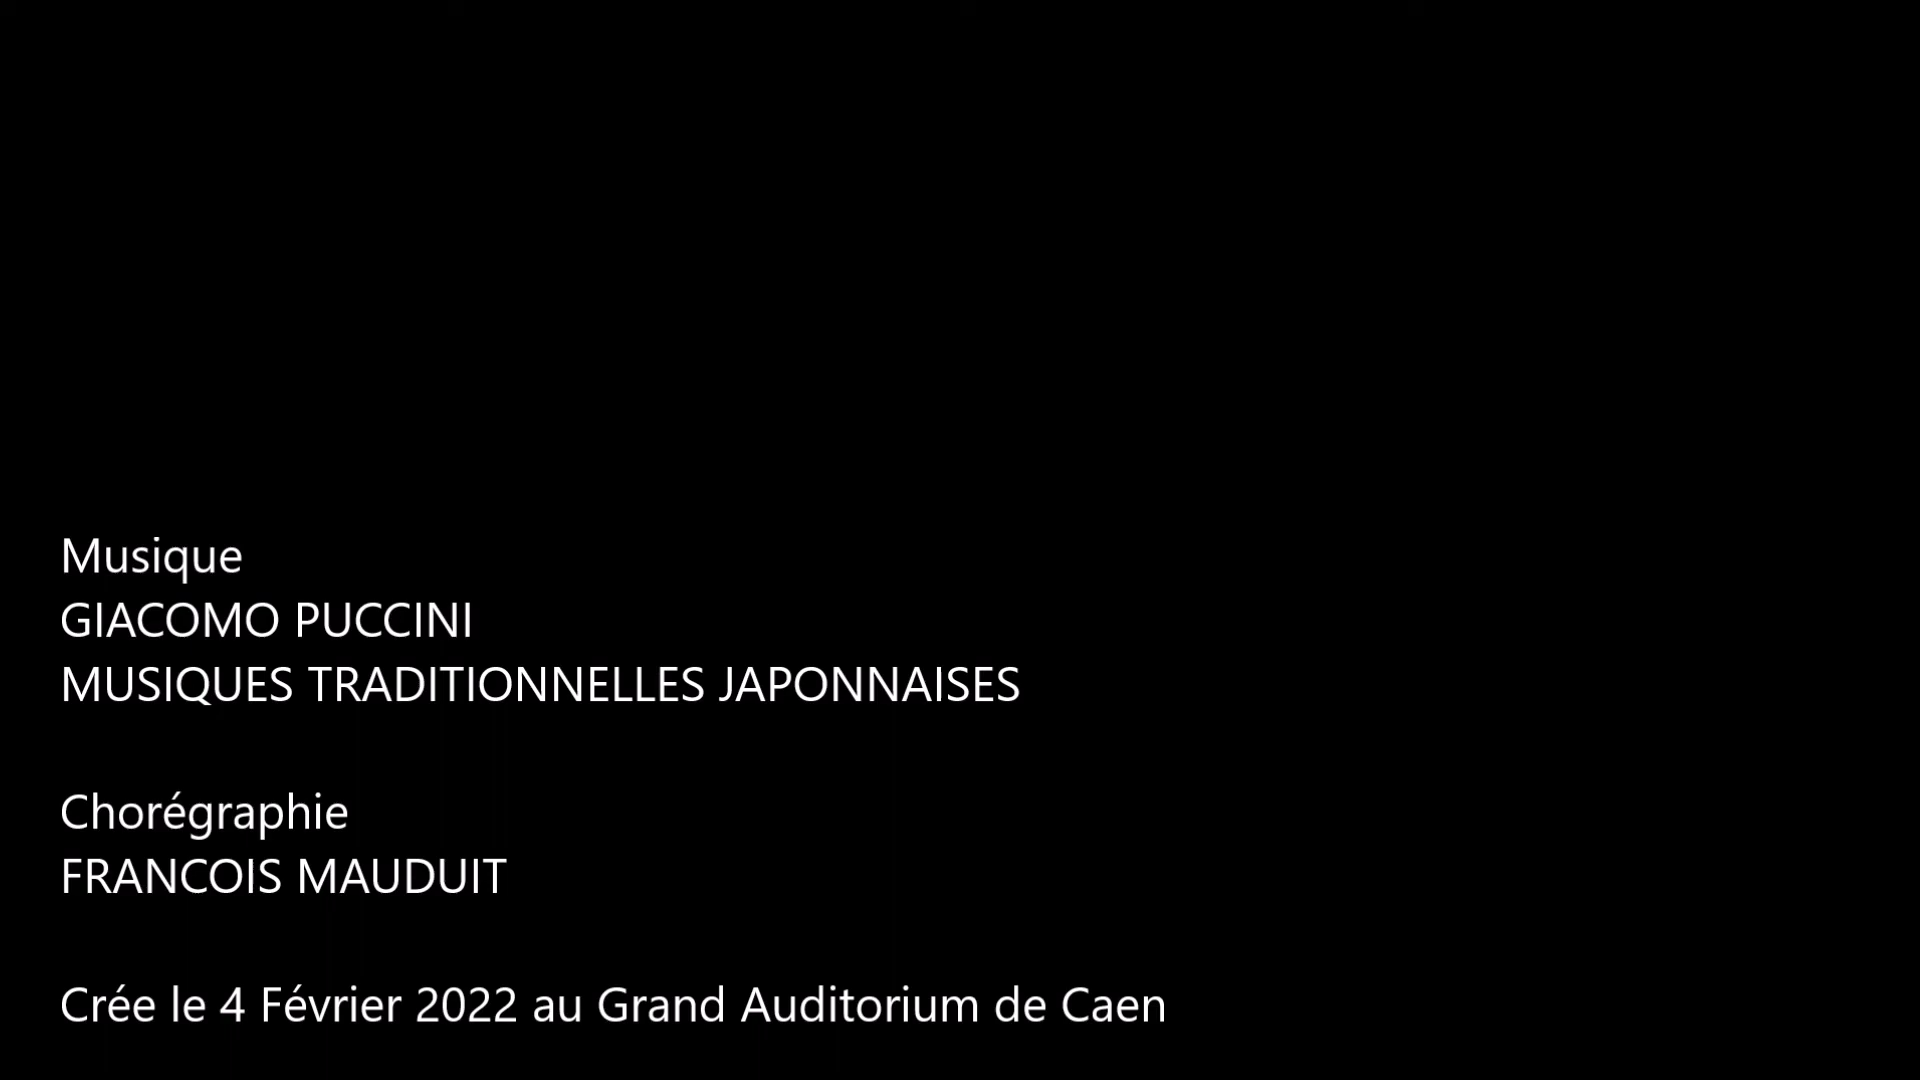 Musique
GIACOMO PUCCINI
MUSIQUES TRADITIONNELLES JAPONNAISES
Chorégraphie
FRANCOIS MAUDUIT
Crée le 4 Février 2022 au Grand Auditorium de Caen